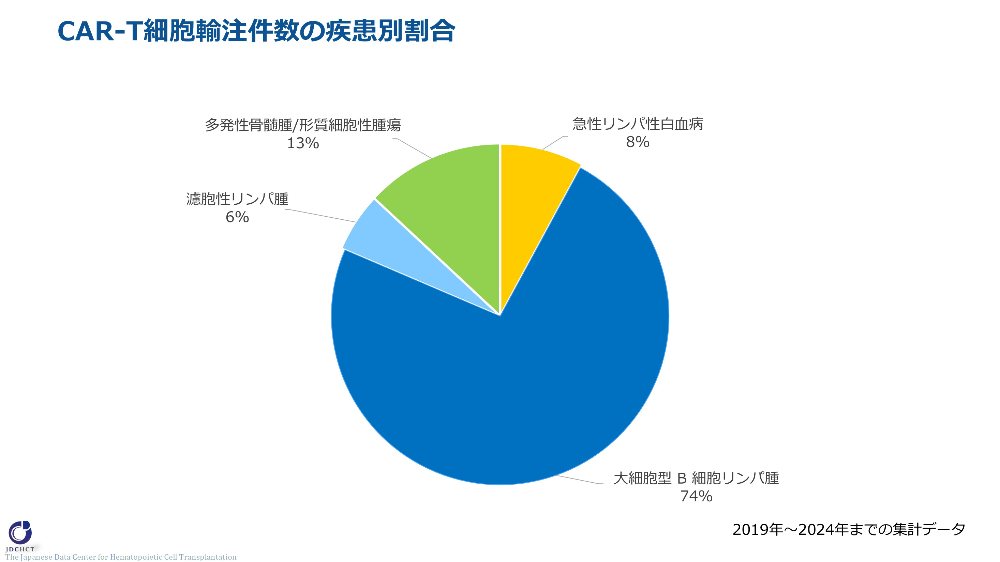 CAR-T細胞輸注件数の疾患別割合
多発性骨髄腫/形質細胞性腫瘍
13%
急性リンパ性白血病
8%
濾胞性リンパ腫
6%
大細胞型 B 細胞リンパ腫
74%
2019年～2024年までの集計データ
JDCHCT
The Japanese Data Center for Hematopoietic Cell Transplantation